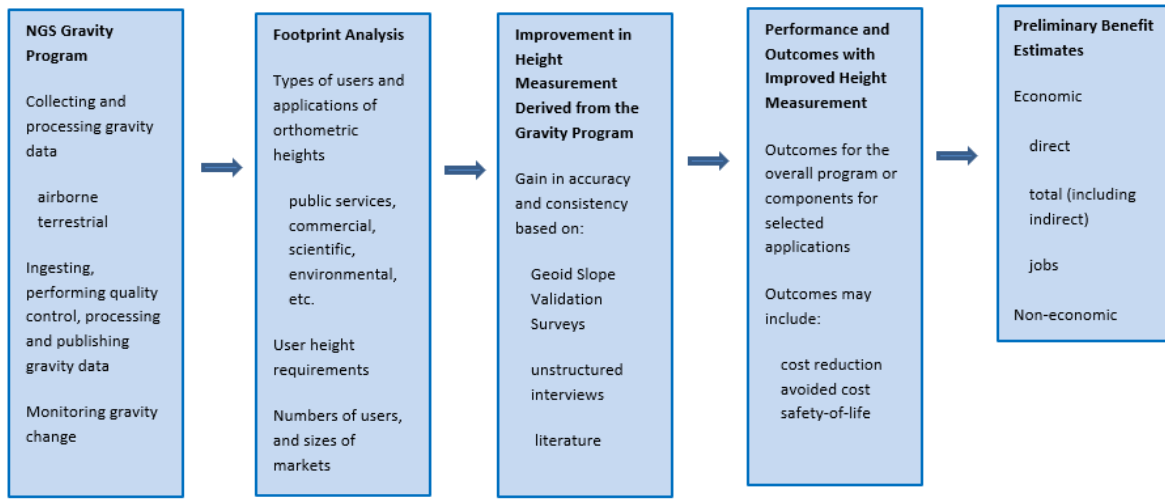 NGS Gravity
Program
Collecting and
processing gravity
data
airborne
terrestrial
Ingesting,
performing quality
control, processing
and publishing
gravity data
Monitoring gravity
change
Footprint Analysis
Types of users and
applications of
orthometric
heights
public services,
commercial,
scientific,
environmental,
etc.
User height
requirements
Numbers of users,
and sizes of
markets
Improvement in
Height
Measurement
Derived from the
Gravity Program
Gain in accuracy
and consistency
based on:
Geoid Slope
Validation
Surveys
unstructured
interviews
literature
Performance and
Outcomes with
Improved Height
Measurement
Outcomes for the
overall program or
components for
selected
applications
Outcomes may
include:
cost reduction
avoided cost
safety-of-life
Preliminary Benefit
Estimates
Economic
direct
total (including
indirect)
jobs
Non-economic